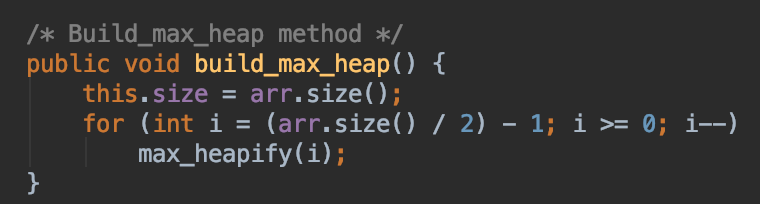 /* Build_max_heap method */
public void build_max_heap() {
    this.size = arr.size();
    for (int i = (arr.size() / 2) - 1; i >= 0; i--)
        max_heapify(i);
}